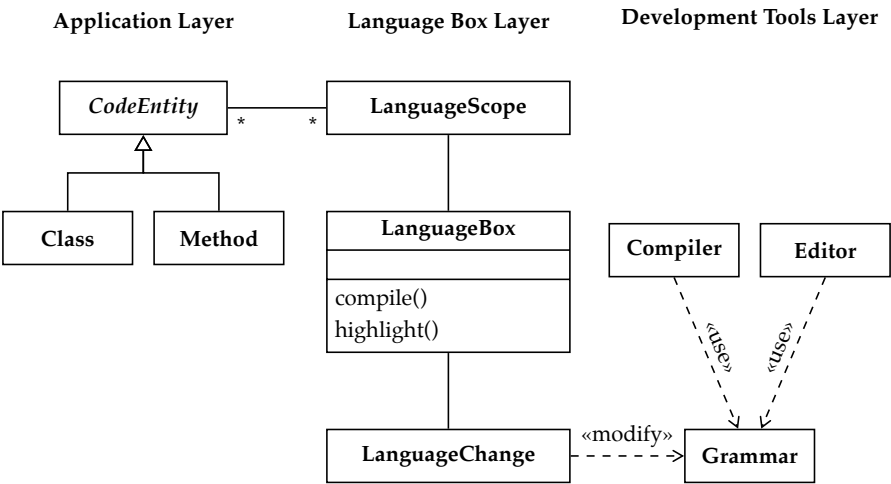 Application Layer
Language Box Layer
Development Tools Layer
CodeEntity
*
*
LanguageScope
Class
Method
LanguageBox
compile()
highlight()
Compiler
Editor
«use»
«use»
LanguageChange
«modify»
Grammar